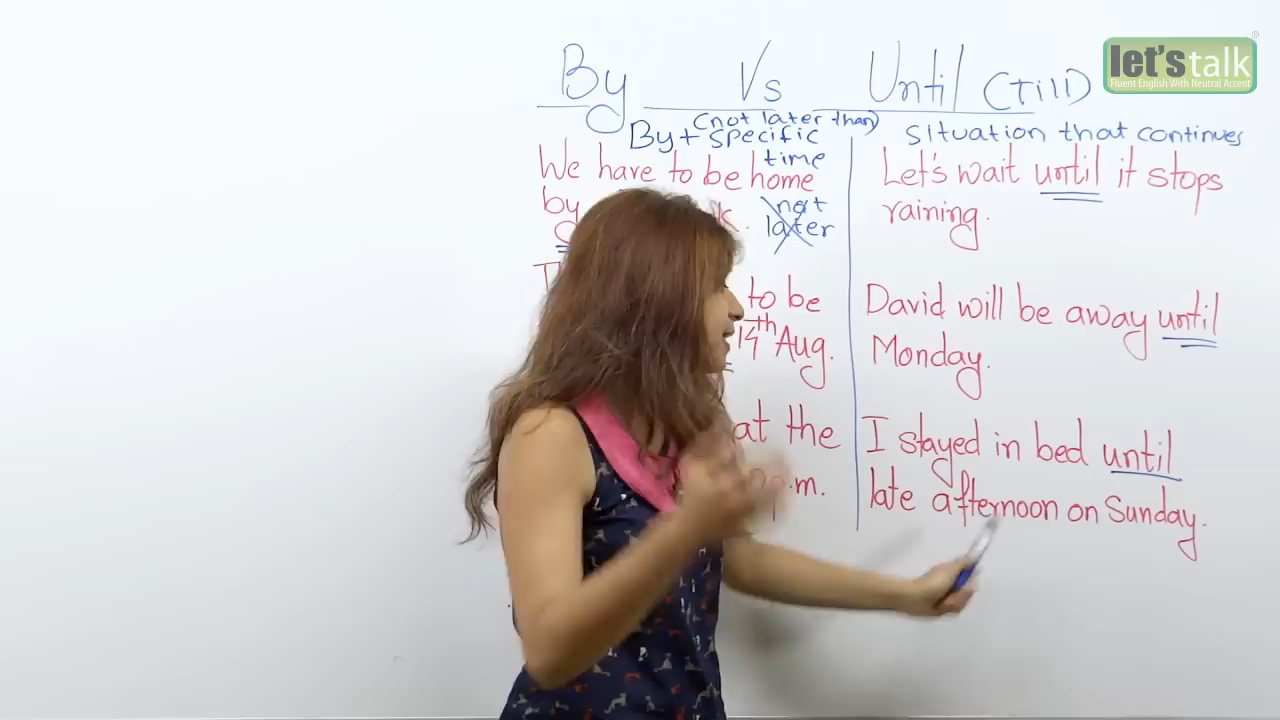 By Vs Until (Till)
(not later than)
By + specific time
situation that continues
We have to be home
by
not later
to be
14th Aug.
at the
p.m.
Let's wait until it stops
raining.
David will be away until
Monday.
I stayed in bed until
late afternoon on Sunday.
let's talk®
Fluent English With Neutral Accent